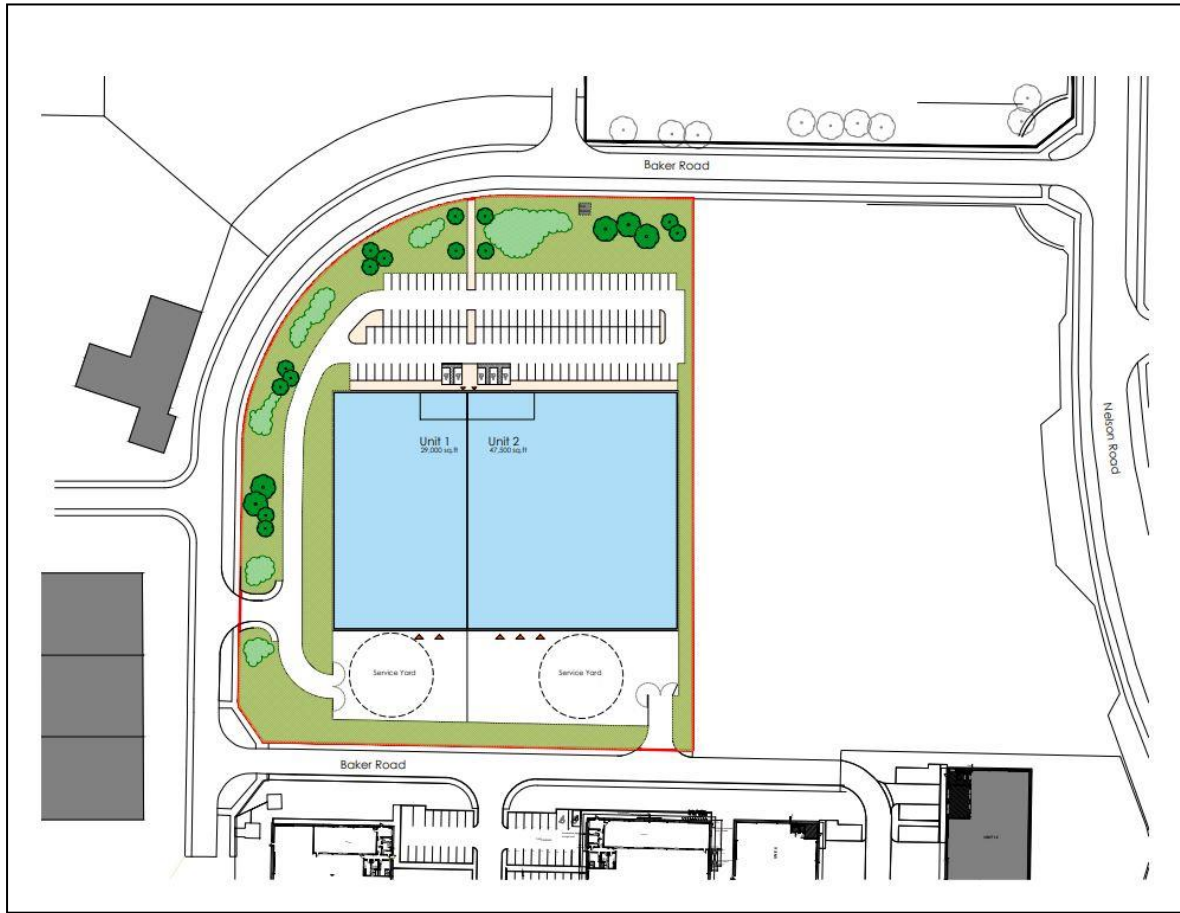 Baker Road
Nelson Road
Unit 1
29,000 sq.ft
Unit 2
47,500 sq.ft
Service Yard
Service Yard
Baker Road